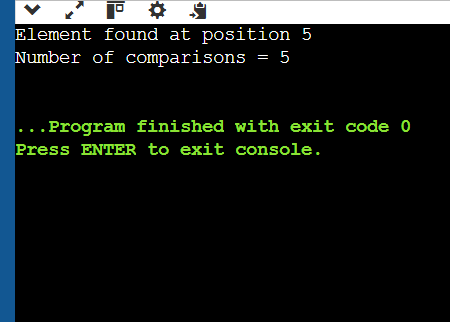 Element found at position 5
Number of comparisons = 5
...Program finished with exit code 0
Press ENTER to exit console.